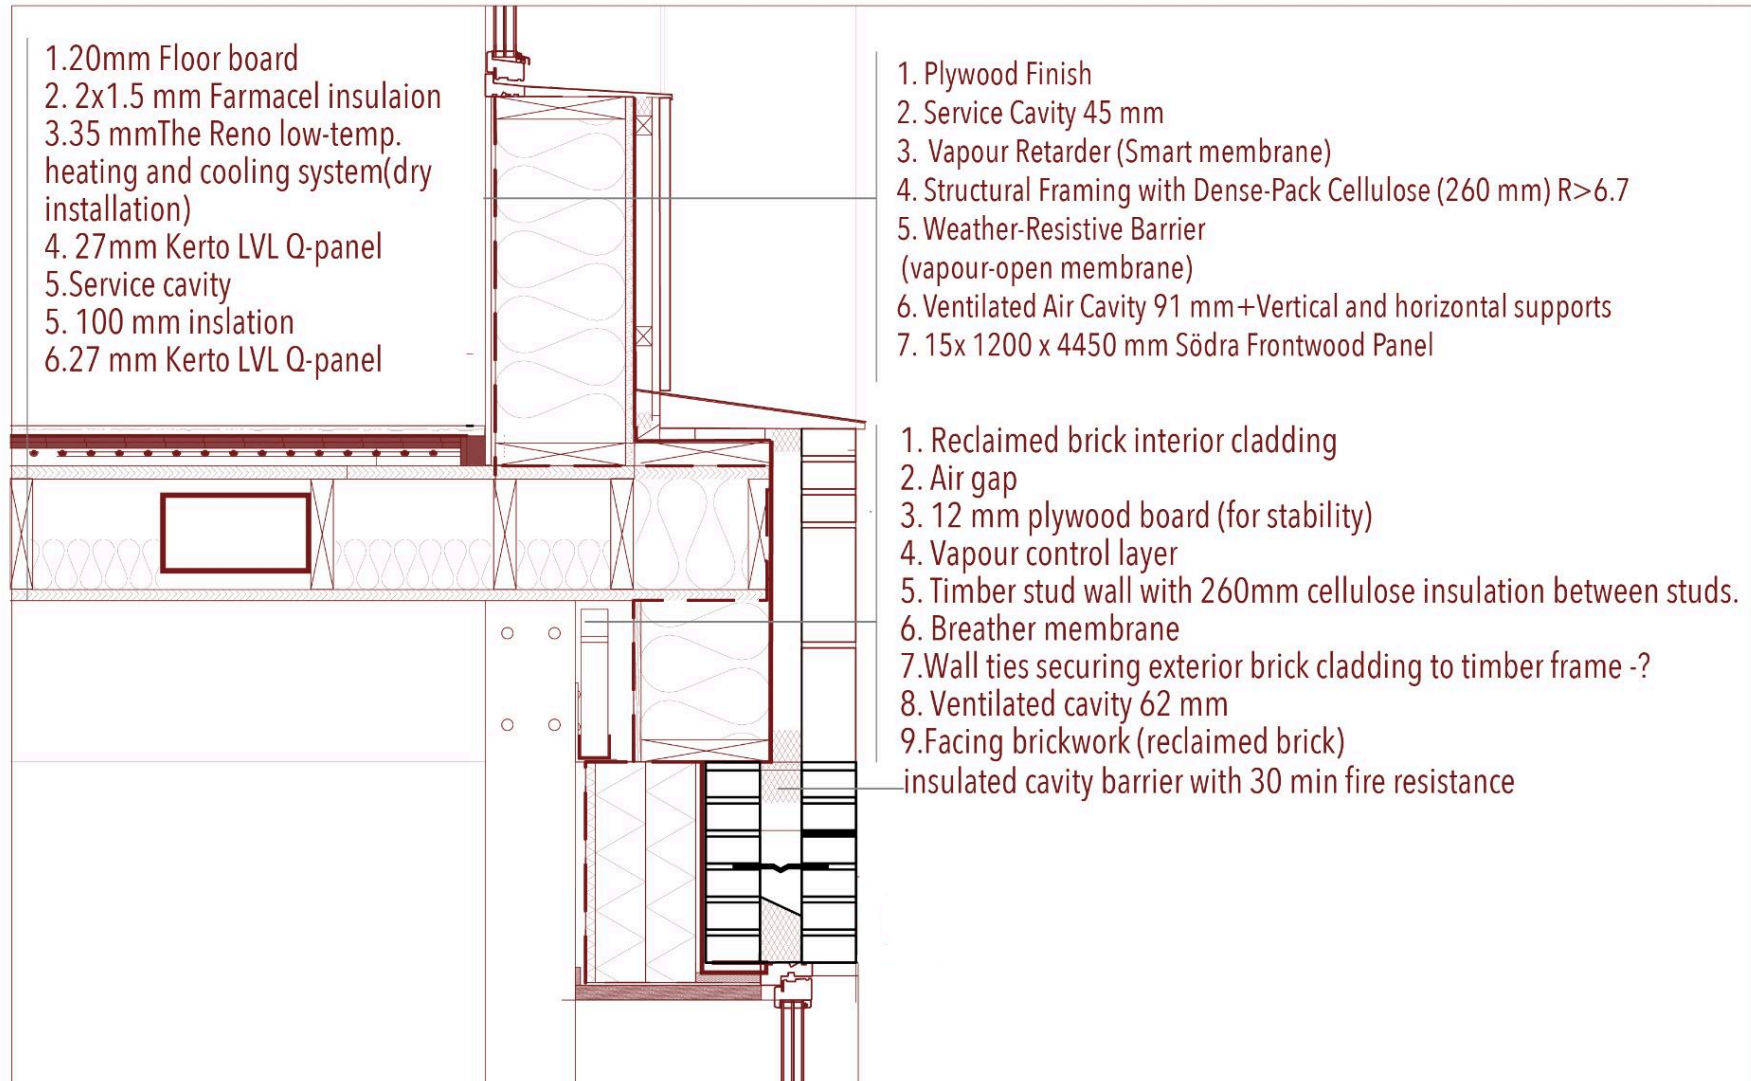 1.20mm Floor board
2. 2x1.5 mm Farmacel insulaion
3.35 mmThe Reno low-temp.
heating and cooling system(dry
installation)
4. 27mm Kerto LVL Q-panel
5.Service cavity
5. 100 mm inslation
6.27 mm Kerto LVL Q-panel
1. Plywood Finish
2. Service Cavity 45 mm
3. Vapour Retarder (Smart membrane)
4. Structural Framing with Dense-Pack Cellulose (260 mm) R>6.7
5. Weather-Resistive Barrier
(vapour-open membrane)
6. Ventilated Air Cavity 91 mm+Vertical and horizontal supports
7. 15x 1200 x 4450 mm Södra Frontwood Panel
1. Reclaimed brick interior cladding
2. Air gap
3. 12 mm plywood board (for stability)
4. Vapour control layer
5. Timber stud wall with 260mm cellulose insulation between studs.
6. Breather membrane
7.Wall ties securing exterior brick cladding to timber frame -?
8. Ventilated cavity 62 mm
9.Facing brickwork (reclaimed brick)
insulated cavity barrier with 30 min fire resistance